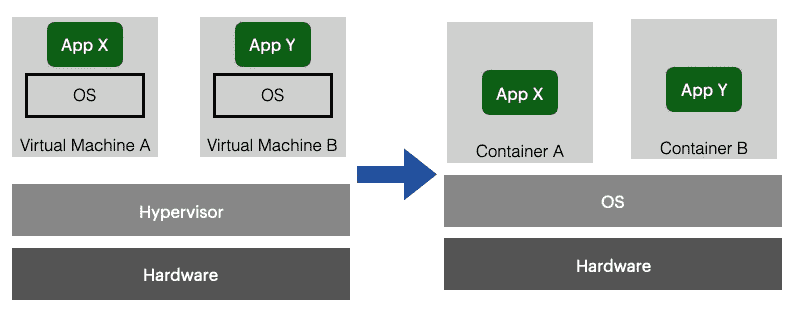 App X
OS
Virtual Machine A
App Y
OS
Virtual Machine B
Hypervisor
Hardware
App X
Container A
App Y
Container B
OS
Hardware